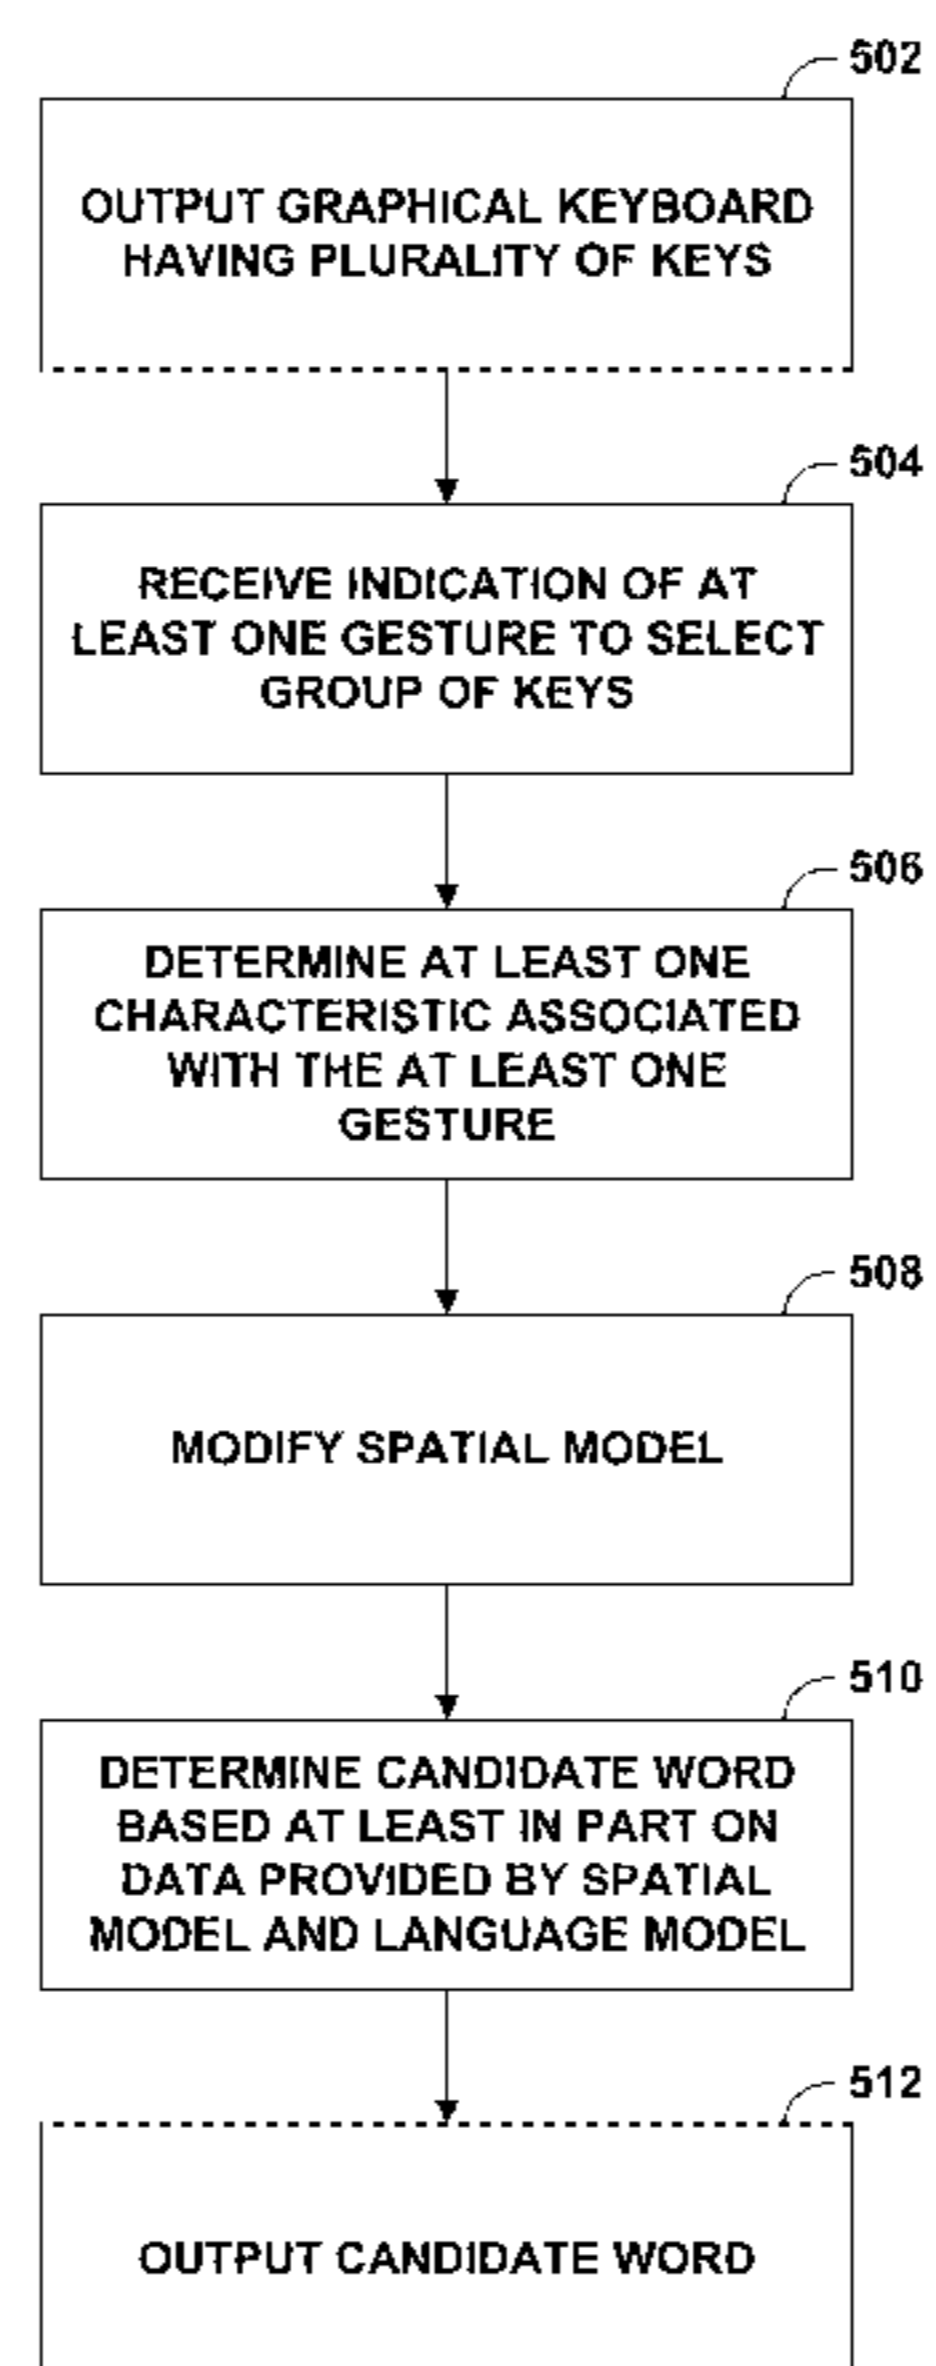 502
OUTPUT GRAPHICAL KEYBOARD
HAVING PLURALITY OF KEYS
504
RECEIVE INDICATION OF AT
LEAST ONE GESTURE TO SELECT
GROUP OF KEYS
506
DETERMINE AT LEAST ONE
CHARACTERISTIC ASSOCIATED
WITH THE AT LEAST ONE
GESTURE
508
MODIFY SPATIAL MODEL
510
DETERMINE CANDIDATE WORD
BASED AT LEAST IN PART ON
DATA PROVIDED BY SPATIAL
MODEL AND LANGUAGE MODEL
512
OUTPUT CANDIDATE WORD